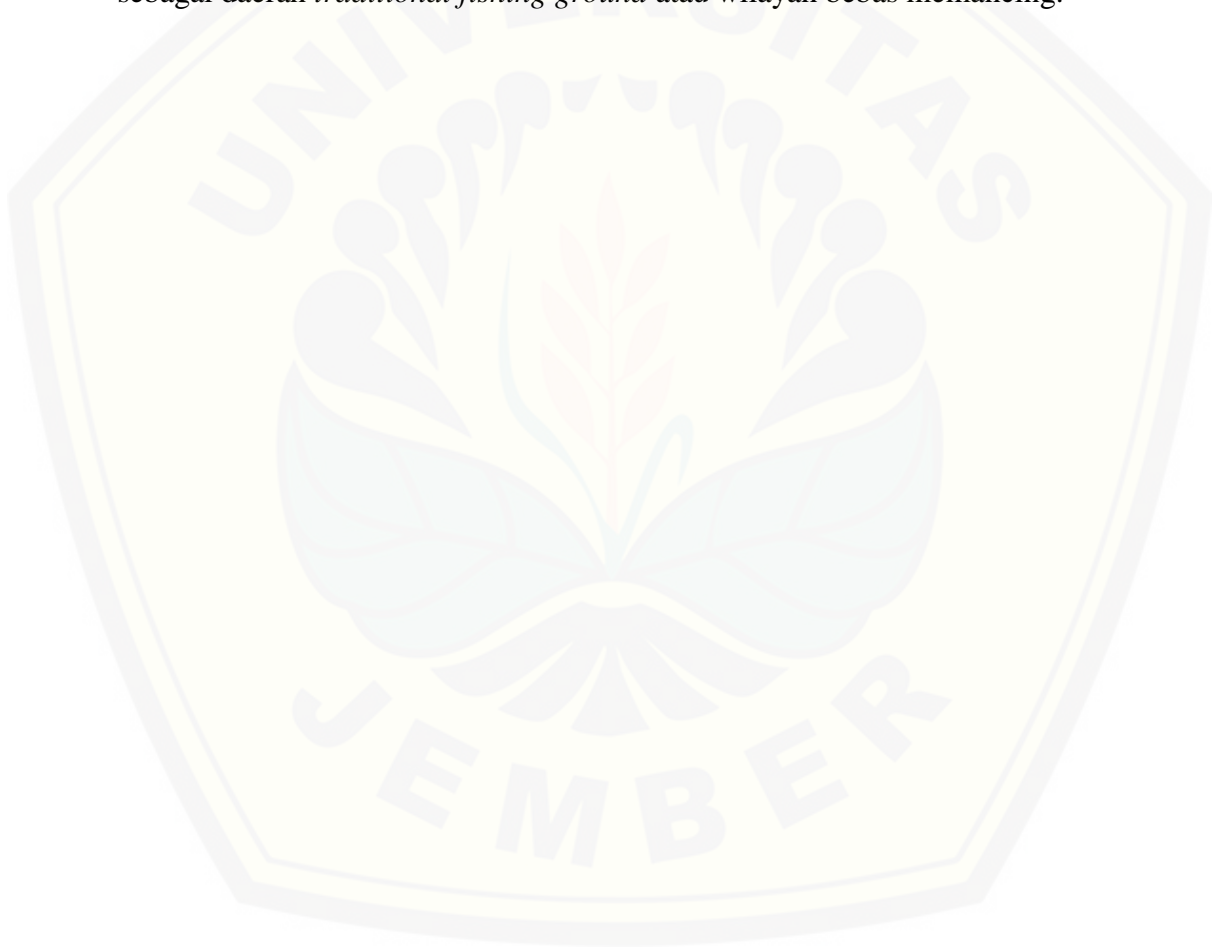 sebagai daerah traditional fishing ground atau wilayah bebas memancing.
UNIVERSITAS
JEMBER